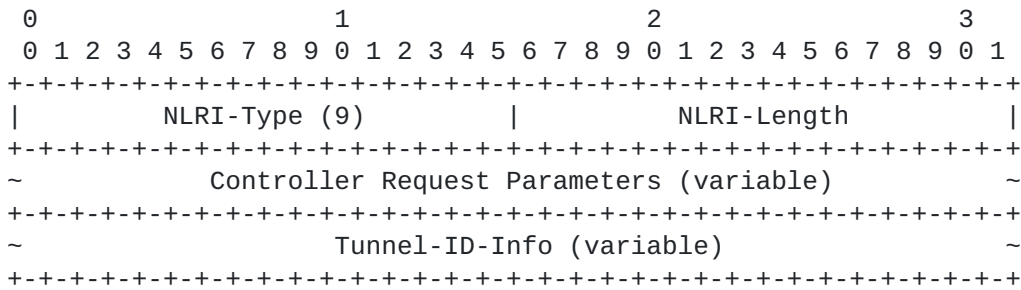 0                   1                   2                   3
 0 1 2 3 4 5 6 7 8 9 0 1 2 3 4 5 6 7 8 9 0 1 2 3 4 5 6 7 8 9 0 1
+-+-+-+-+-+-+-+-+-+-+-+-+-+-+-+-+-+-+-+-+-+-+-+-+-+-+-+-+-+-+-+-+
|         NLRI-Type (9)         |          NLRI-Length          |
+-+-+-+-+-+-+-+-+-+-+-+-+-+-+-+-+-+-+-+-+-+-+-+-+-+-+-+-+-+-+-+-+
~            Controller Request Parameters (variable)           ~
+-+-+-+-+-+-+-+-+-+-+-+-+-+-+-+-+-+-+-+-+-+-+-+-+-+-+-+-+-+-+-+-+
~                    Tunnel-ID-Info (variable)                  ~
+-+-+-+-+-+-+-+-+-+-+-+-+-+-+-+-+-+-+-+-+-+-+-+-+-+-+-+-+-+-+-+-+